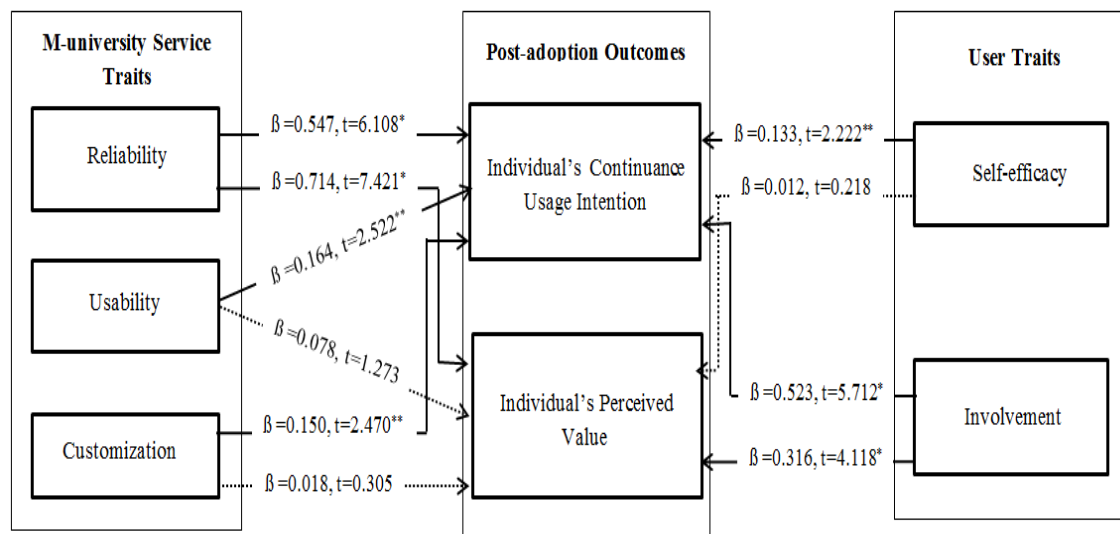 M-university Service
Traits
Reliability
Usability
Customization
ß=0.547, t=6.108*
ß=0.714, t=7.421*
ß=0.164, t=2.522**
ß=0.078, t=1.273
ß=0.150, t=2.470**
ß=0.018, t=0.305
Post-adoption Outcomes
Individual's Continuance
Usage Intention
Individual's Perceived
Value
ß=0.133, t=2.222**
ß=0.012, t=0.218
ß=0.523, t=5.712*
ß=0.316, t=4.118*
User Traits
Self-efficacy
Involvement